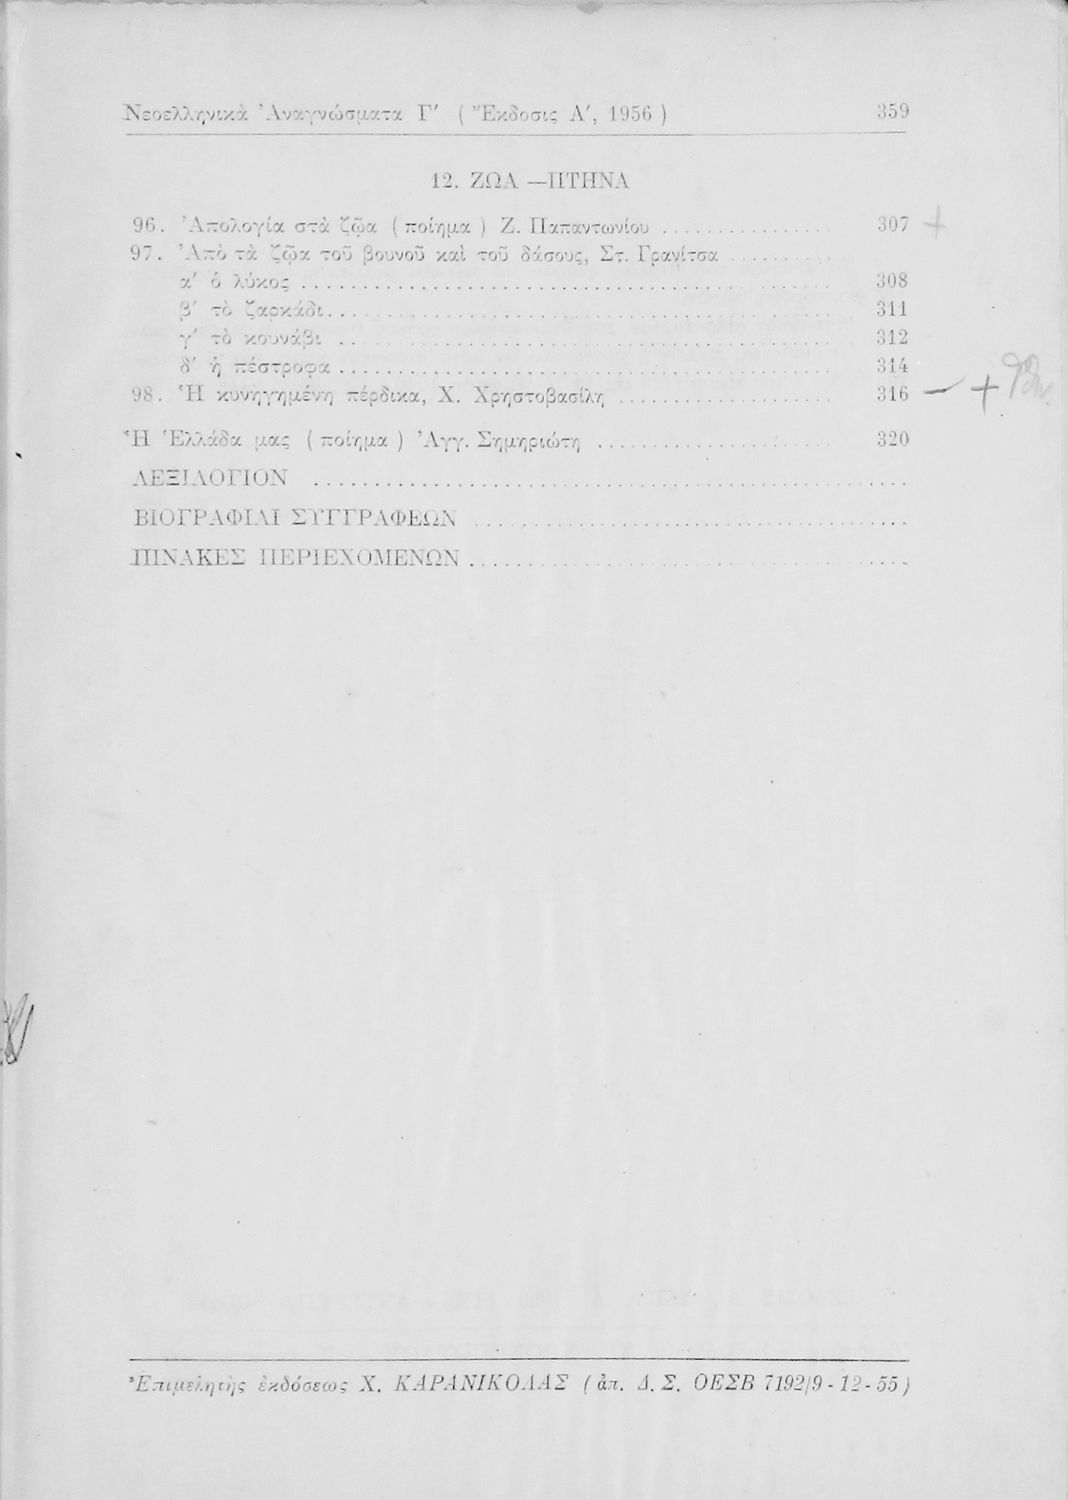 Νεοελληνικὰ Ἀναγνώσματα Γ′ ( Ἔκδοσις Α′, 1956 ) 359
12. ΖΩΑ —ΠΤΗΝΑ
96. Ἀπολογία στὰ ζῷα ( ποίημα ) Ζ. Παπαντωνίου ................ 307 +
97. Ἀπὸ τὰ ζῷα τοῦ βουνοῦ καὶ τοῦ δάσους, Στ. Γρανίτσα ..........
α′ ὁ λύκος ............................................. 308
β′ τὸ ζαρκάδι........................................... 311
γ′ τὸ κουνάβι .......................................... 312
δ′ ἡ πέστροφα .......................................... 314
98. Ἡ κυνηγημένη πέρδικα, Χ. Χρηστοβασίλη .................... 316 — +
Ἡ Ἑλλάδα μας ( ποίημα ) Ἀγγ. Σημηριώτη ...................... 320
ΛΕΞΙΛΟΓΙΟΝ ..................................................
ΒΙΟΓΡΑΦΙΑΙ ΣΥΓΓΡΑΦΕΩΝ .....................................
ΠΙΝΑΚΕΣ ΠΕΡΙΕΧΟΜΕΝΩΝ .....................................
Ἐπιμελητὴς ἐκδόσεως Χ. ΚΑΡΑΝΙΚΟΛΑΣ ( ἀπ. Δ. Σ. ΟΕΣΒ 7192/9 - 12 - 55 )